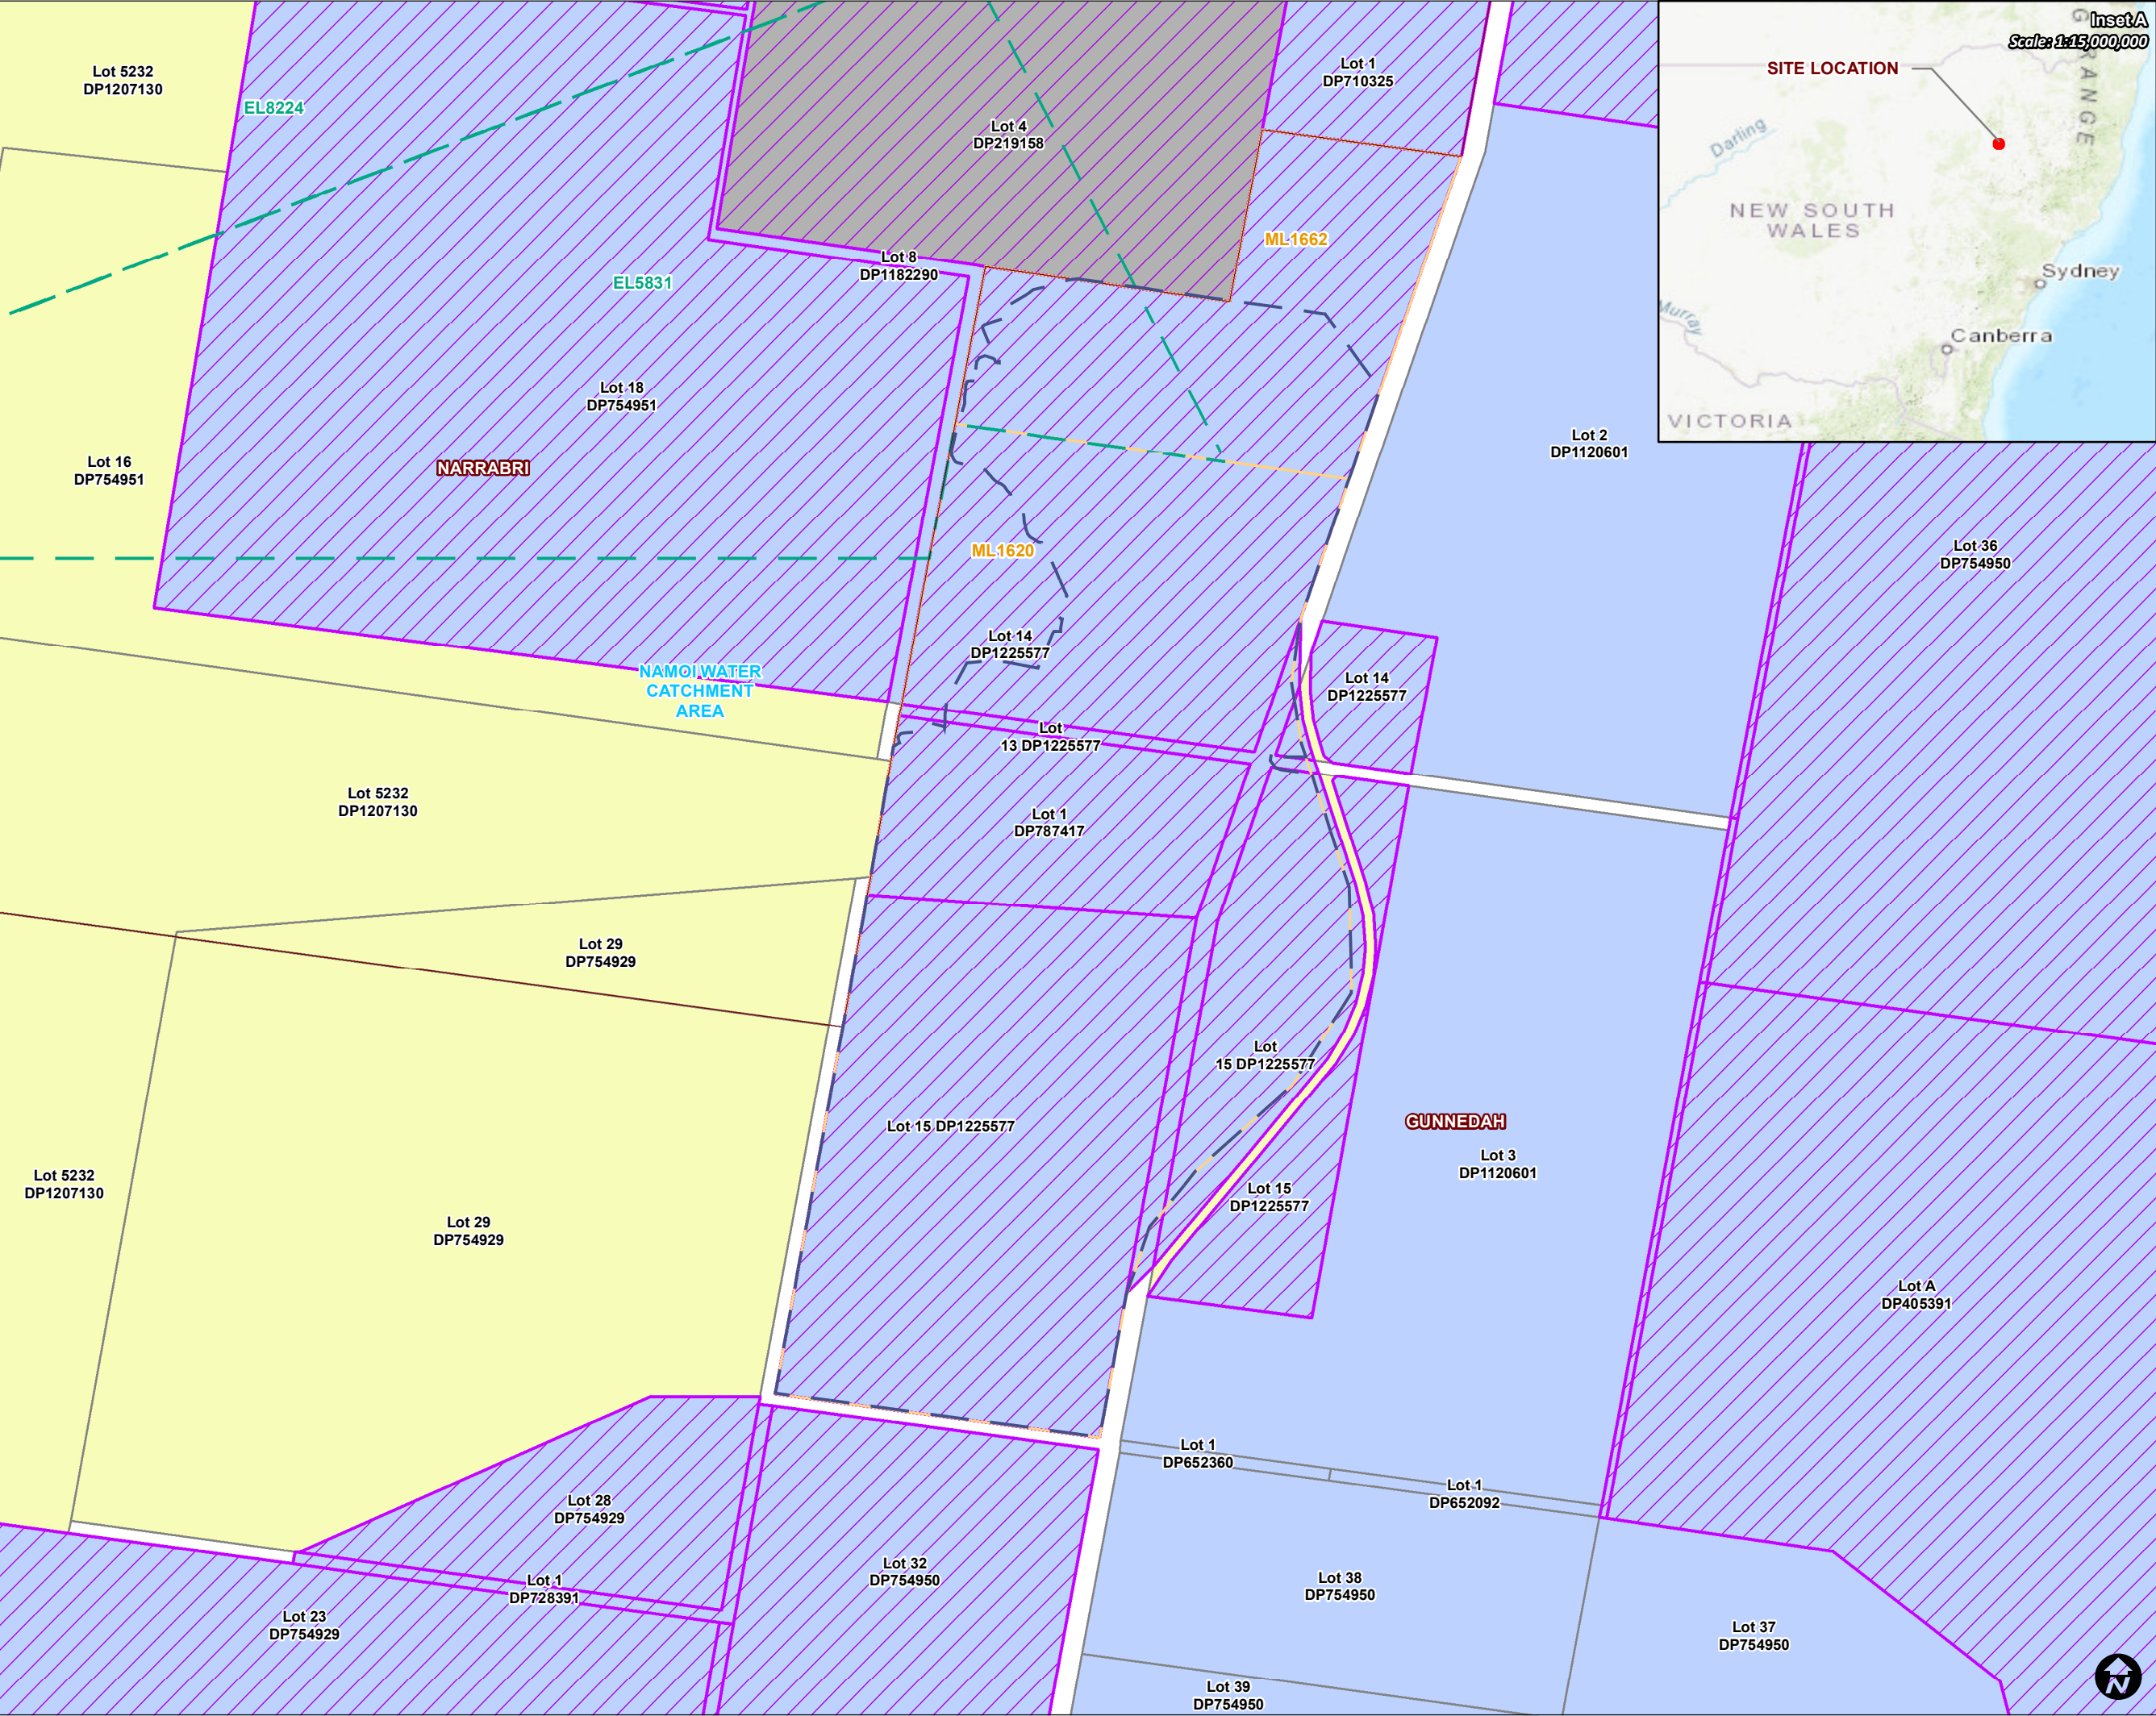 Lot 5232
DP1207130
EL8224
Lot 4
DP219158
Lot 1
DP710325
Inset A
Scale: 1:15,000,000
SITE LOCATION
G
RANGE
Darling
NEW SOUTH
WALES
Sydney
Murray
Canberra
VICTORIA
ML1662
Lot 8
DP1182290
EL5831
Lot 18
DP754951
NARRABRI
Lot 16
DP754951
Lot 2
DP1120601
Lot 36
DP754950
ML1620
Lot 14
DP1225577
Lot 14
DP1225577
NAMOI WATER
CATCHMENT
AREA
Lot
13 DP1225577
Lot 5232
DP1207130
Lot 1
DP787417
Lot 29
DP754929
Lot
15 DP1225577
Lot 15 DP1225577
GUNNEDAH
Lot 3
DP1120601
Lot 5232
DP1207130
Lot 15
DP1225577
Lot 29
DP754929
Lot A
DP405391
Lot 1
DP652360
Lot 1
DP652092
Lot 28
DP754929
Lot 32
DP754950
Lot 1
DP728391
Lot 38
DP754950
Lot 23
DP754929
Lot 37
DP754950
Lot 39
DP754950
N